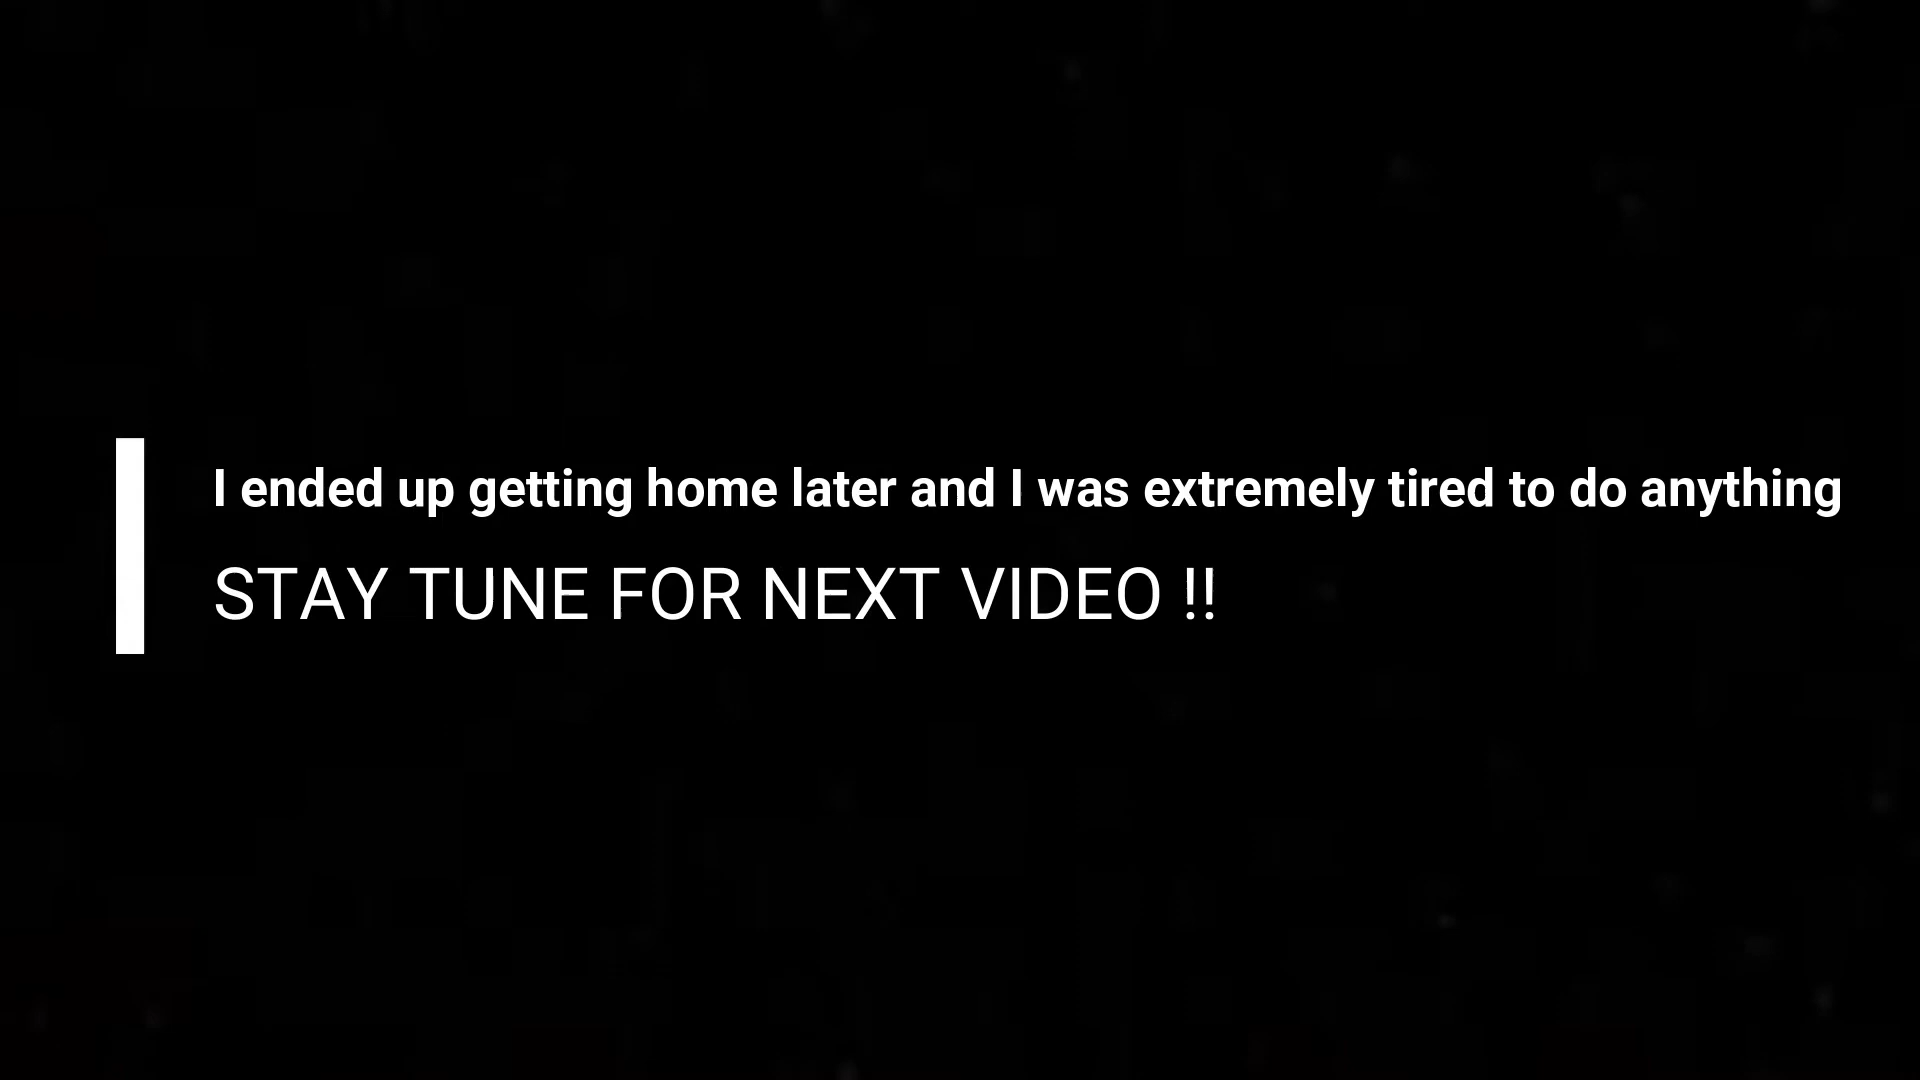 I ended up getting home later and I was extremely tired to do anything
STAY TUNE FOR NEXT VIDEO !!